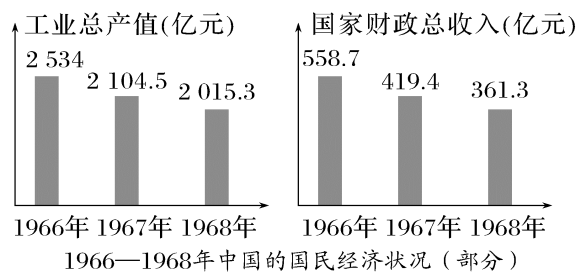 工业总产值(亿元)
2 534
2 104.5
2 015.3
1966年 1967年 1968年
国家财政总收入(亿元)
558.7
419.4
361.3
1966年 1967年 1968年
1966—1968年中国的国民经济状况(部分)